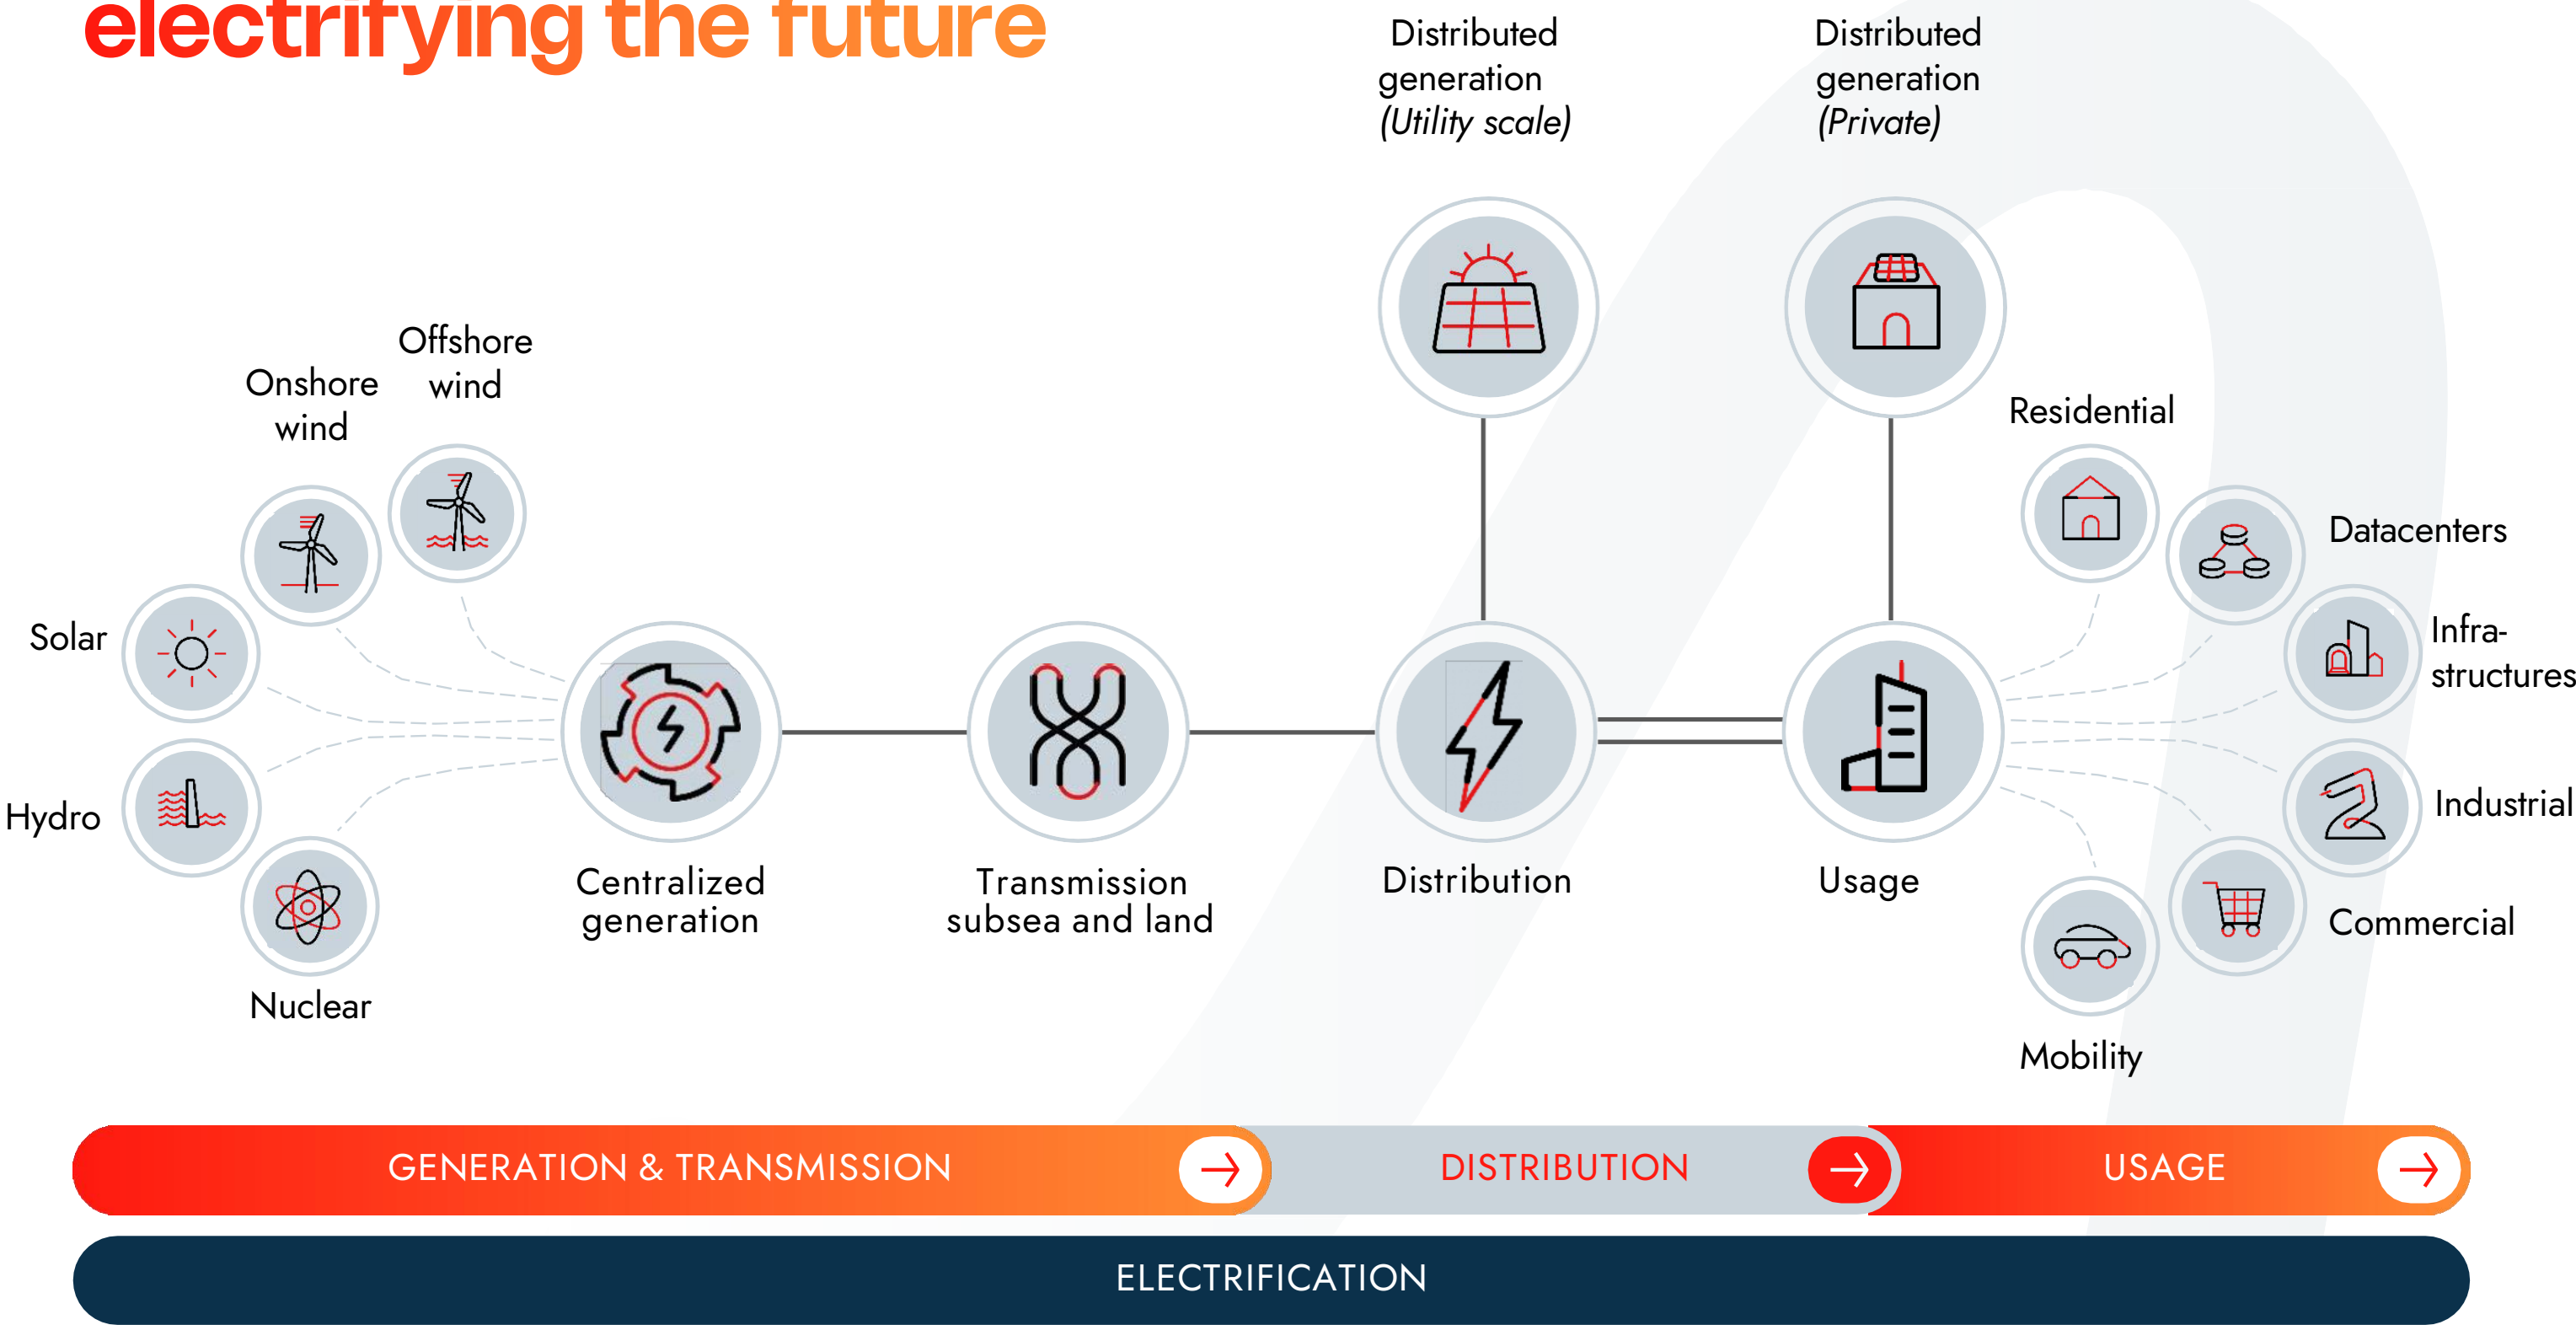 electrifying the future
Distributed
generation
(Utility scale)
Distributed
generation
(Private)
Offshore
wind
Onshore
wind
Solar
Hydro
Nuclear
Residential
Datacenters
Infra-
structures
Industrial
Commercial
Mobility
Centralized
generation
Transmission
subsea and land
Distribution
Usage
GENERATION & TRANSMISSION
DISTRIBUTION
USAGE
ELECTRIFICATION